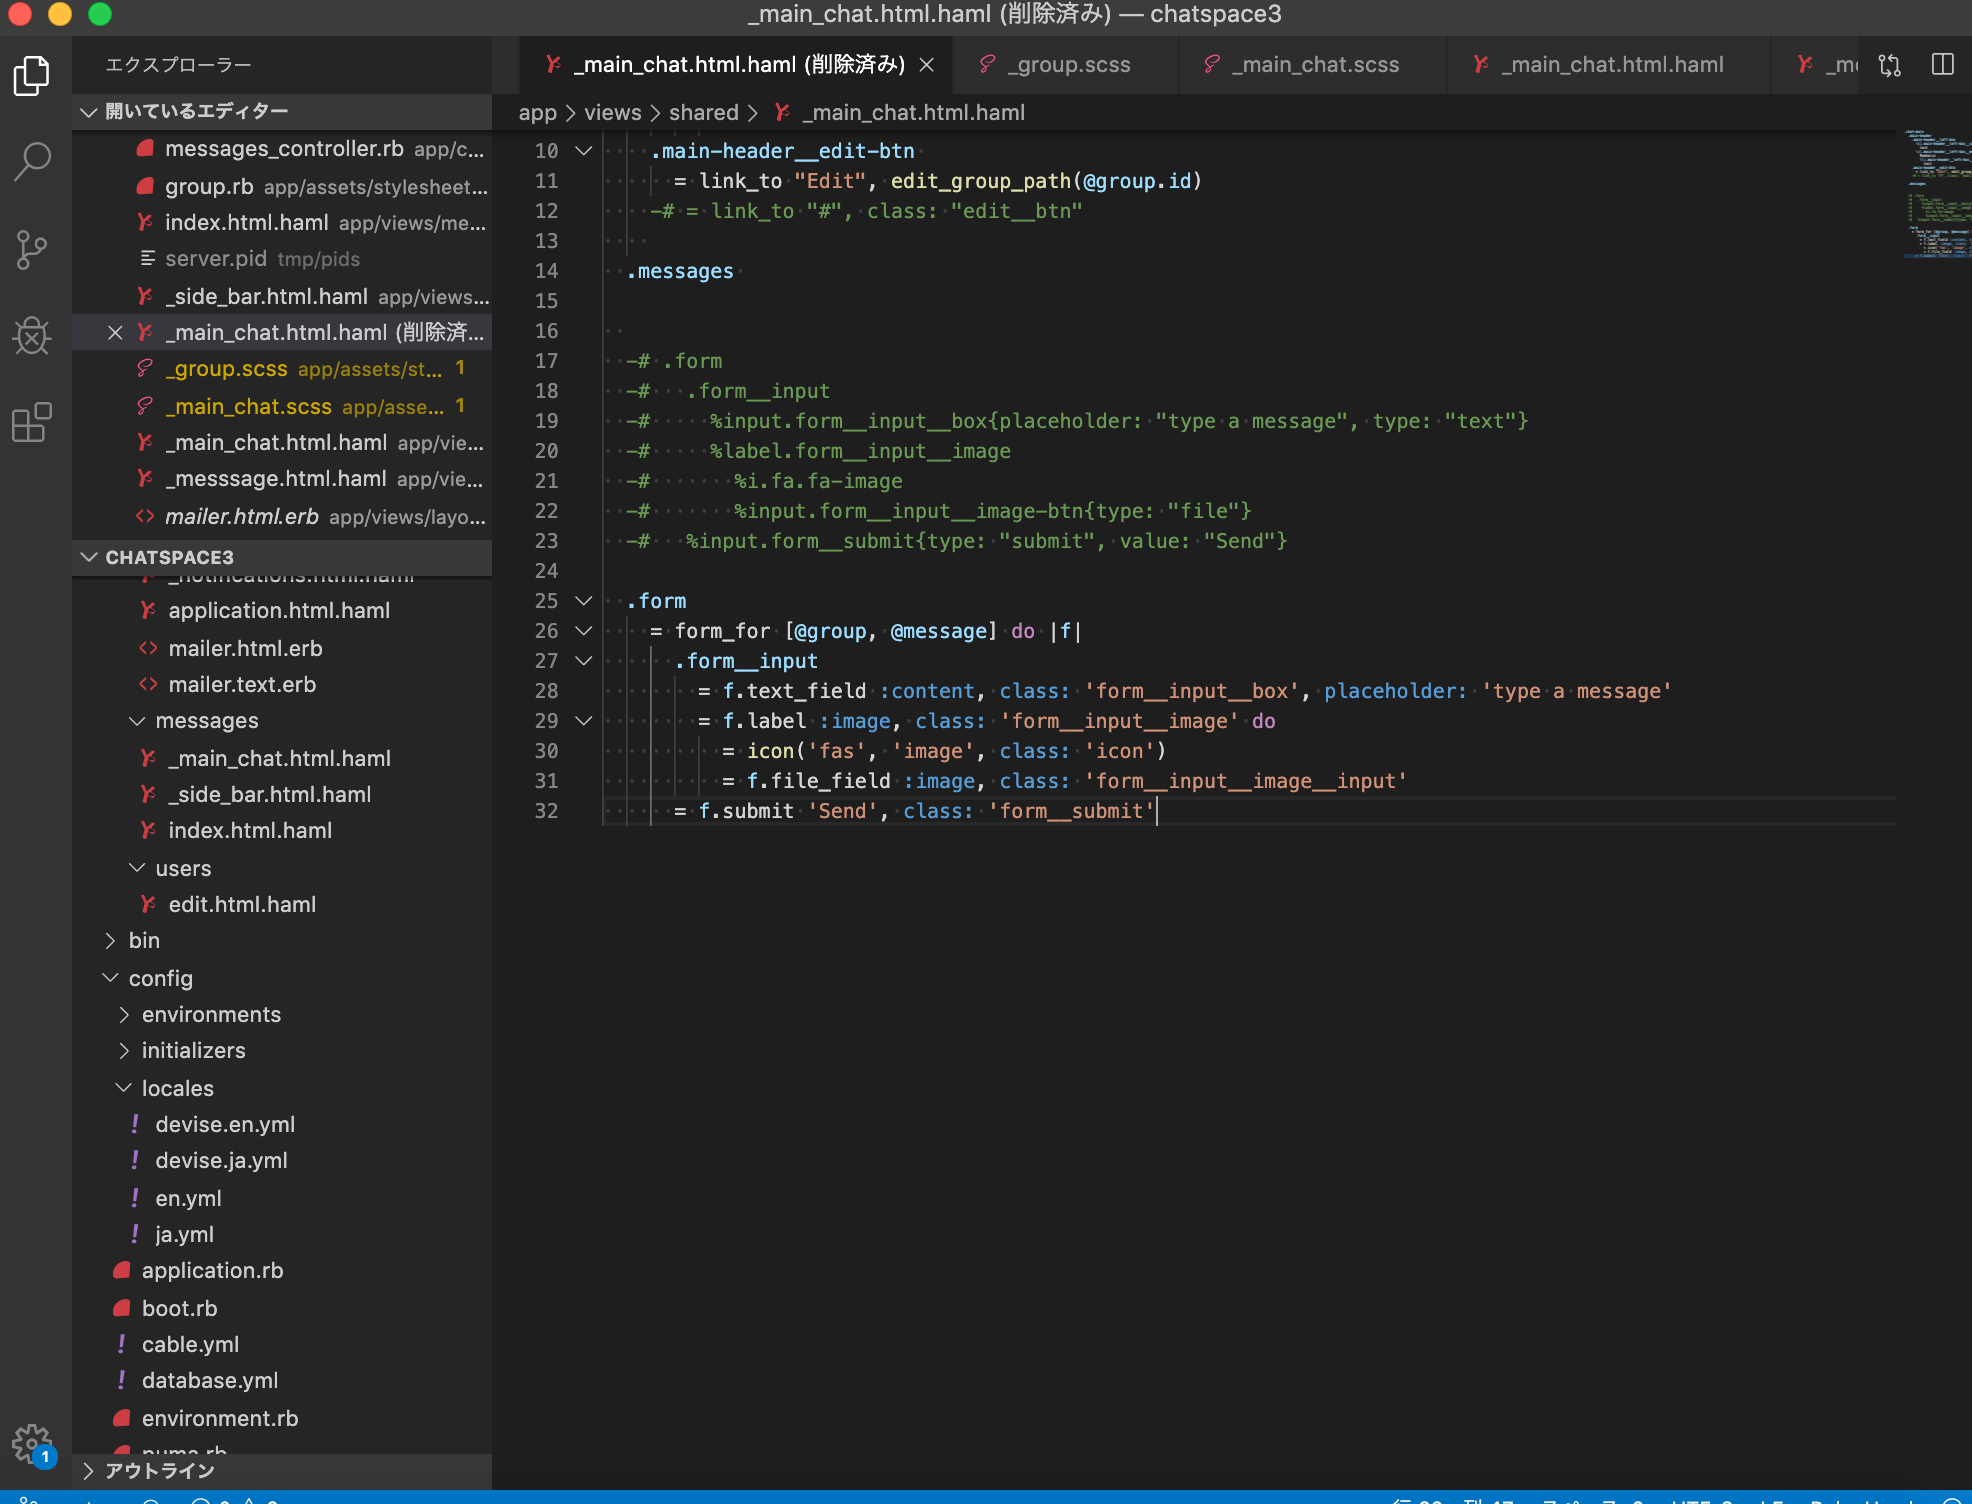 _main_chat.html.haml (削除済み) — chatspace3
エクスプローラー
開いているエディター
messages_controller.rb app/c...
group.rb app/assets/stylesheet...
index.html.haml app/views/me...
server.pid tmp/pids
_side_bar.html.haml app/views...
_main_chat.html.haml (削除済...
_group.scss app/assets/st... 1
_main_chat.scss app/asse... 1
_main_chat.html.haml app/vie...
_messsage.html.haml app/vie...
mailer.html.erb app/views/layo...
CHATSPACE3
_notifications.html.haml
application.html.haml
mailer.html.erb
mailer.text.erb
messages
_main_chat.html.haml
_side_bar.html.haml
index.html.haml
users
edit.html.haml
bin
config
environments
initializers
locales
devise.en.yml
devise.ja.yml
en.yml
ja.yml
application.rb
boot.rb
cable.yml
database.yml
environment.rb
puma.rb
アウトライン
1
_main_chat.html.haml (削除済み) _group.scss _main_chat.scss _main_chat.html.haml
app > views > shared > _main_chat.html.haml
10 .main-header__edit-btn
11 = link_to "Edit", edit_group_path(@group.id)
12 -# = link_to "#", class: "edit__btn"
13
14 .messages
15
16
17 -# .form
18 -# .form__input
19 -# %input.form__input__box{placeholder: "type a message", type: "text"}
20 -# %label.form__input__image
21 -# %i.fa.fa-image
22 -# %input.form__input__image-btn{type: "file"}
23 -# %input.form__submit{type: "submit", value: "Send"}
24
25 .form
26 = form_for [@group, @message] do |f|
27 .form__input
28 = f.text_field :content, class: 'form__input__box', placeholder: 'type a message'
29 = f.label :image, class: 'form__input__image' do
30 = icon('fas', 'image', class: 'icon')
31 = f.file_field :image, class: 'form__input__image__input'
32 = f.submit 'Send', class: 'form__submit'